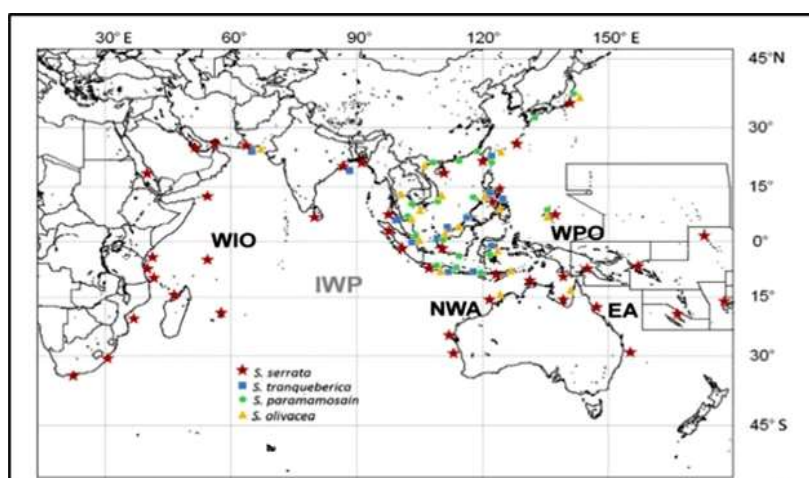 30° E 60° E 90° E 120° E 150° E
45° N
30°
15°
WIO
WPO
0°
IWP
NWA
EA
15°
S. serrata
S. tranqueberica
S. paramamosain
S. olivacea
30°
45° S